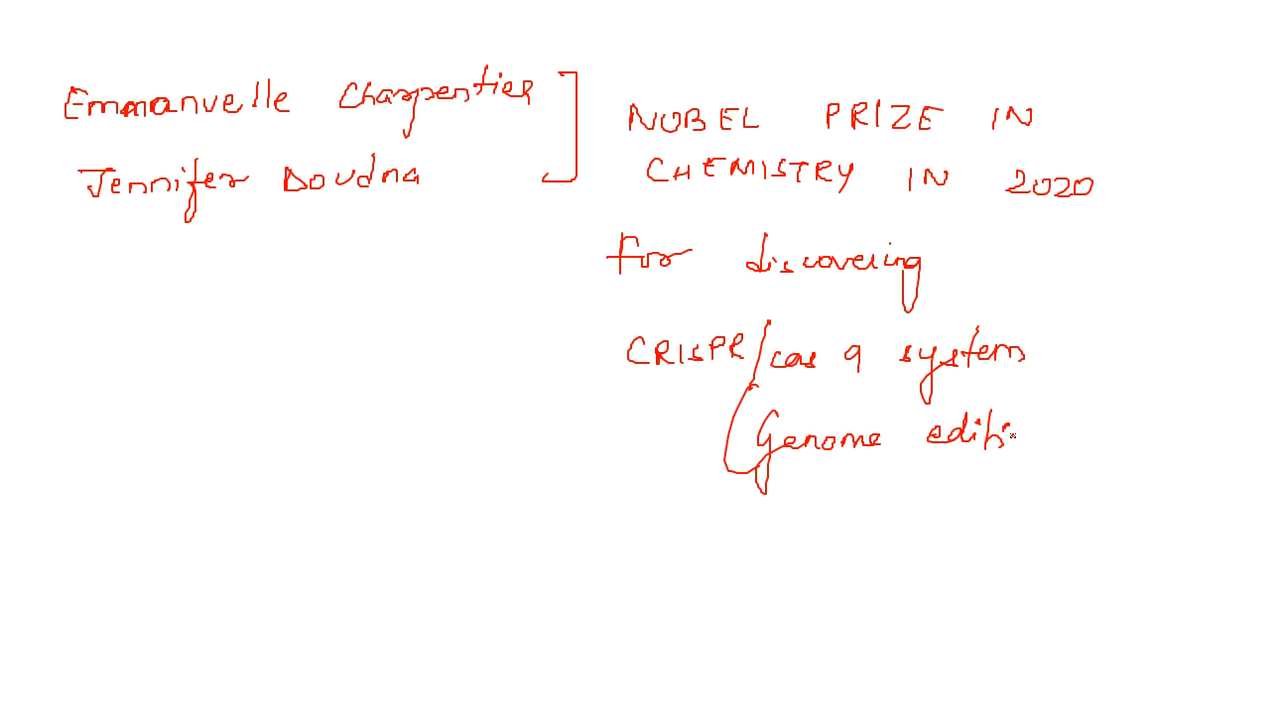 Emmanuelle Charpentier
Jennifer Doudna
NOBEL PRIZE IN
CHEMISTRY IN 2020
for discovering
CRISPR/cas 9 system
(Genome editi